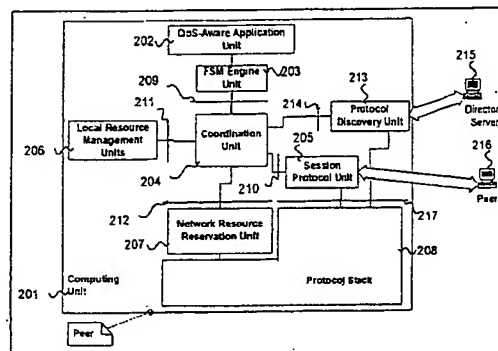 QoS-Aware Application
Unit
202
201
FSM Engine
Unit
203
209
213
215
214
Protocol
Discovery Unit
Directory
Server
211
Local Resource
Management
Units
206
Coordination
Unit
204
205
Session
Protocol Unit
210
216
Peer
212
217
207
Network Resource
Reservation Unit
208
Computing
Unit
Protocol Stack
Peer